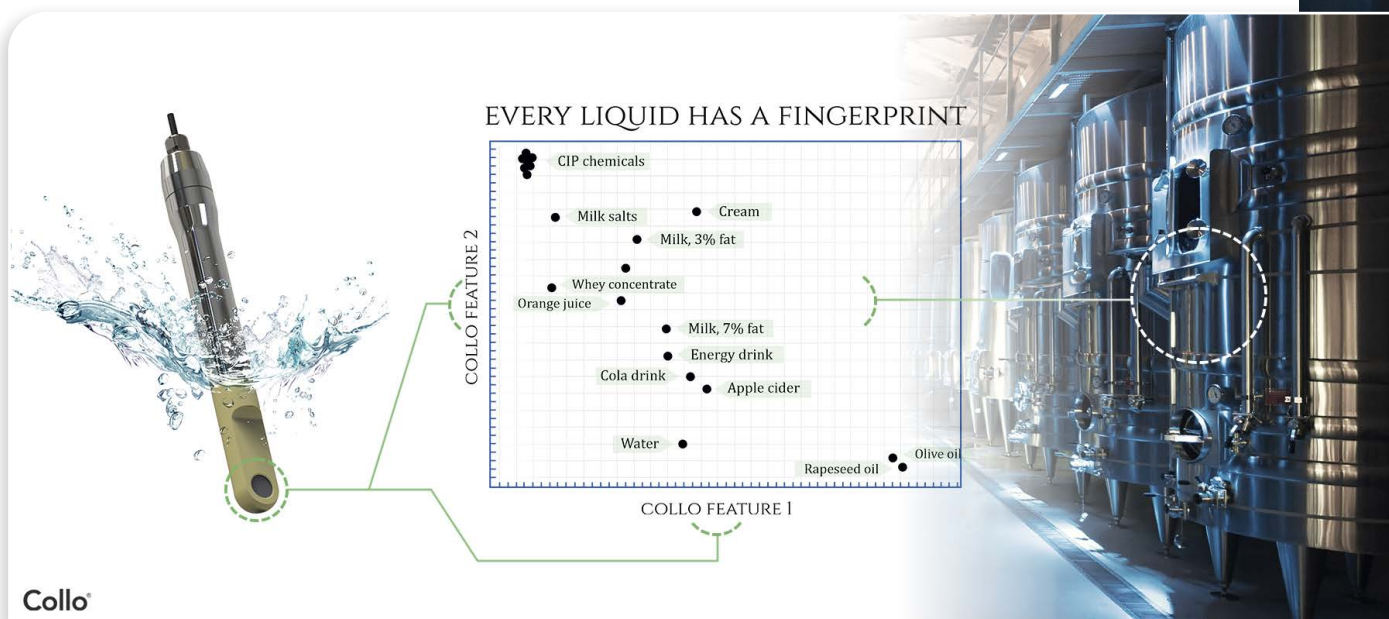 EVERY LIQUID HAS A FINGERPRINT
CIP chemicals
Milk salts
Cream
Milk, 3% fat
Whey concentrate
Orange juice
Milk, 7% fat
Energy drink
Cola drink
Apple cider
Water
Olive oil
Rapeseed oil
COLLO FEATURE 2
COLLO FEATURE 1
Collo®